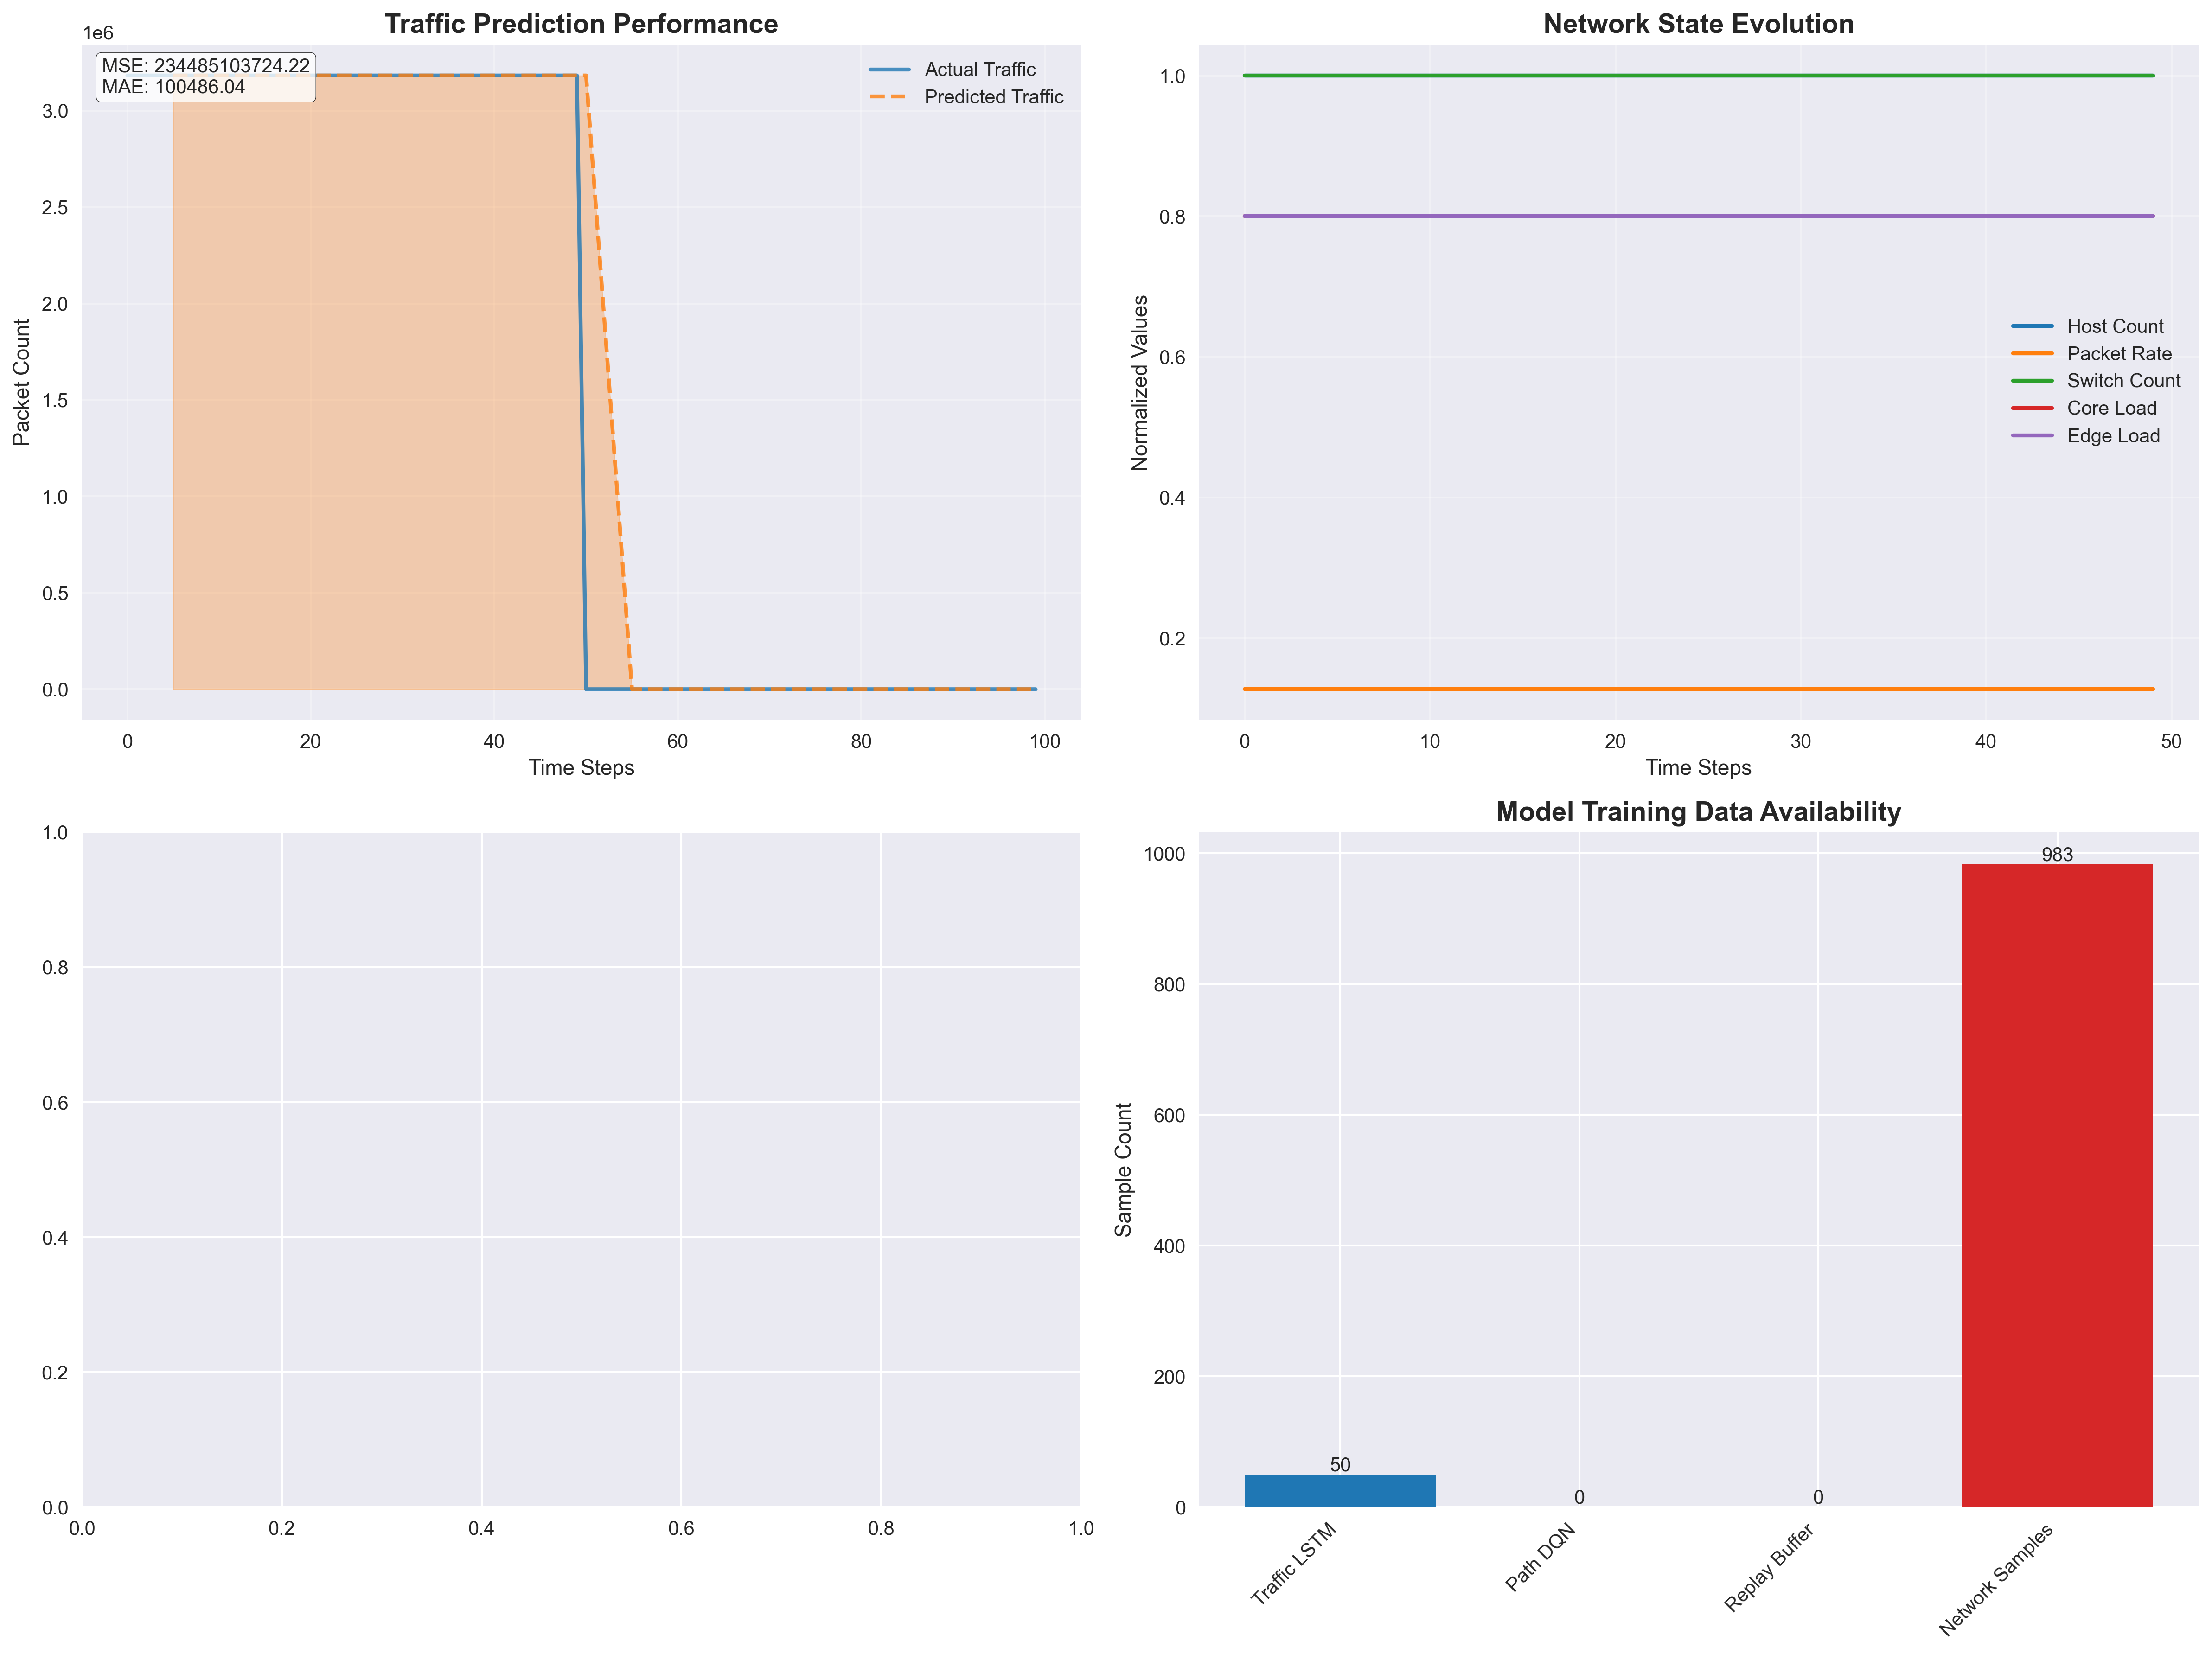 Traffic Prediction Performance
1e6
MSE: 234485103724.22
MAE: 100486.04
Actual Traffic
Predicted Traffic
Packet Count
3.0
2.5
2.0
1.5
1.0
0.5
0.0
0 20 40 60 80 100
Time Steps
Network State Evolution
Normalized Values
1.0
0.8
0.6
0.4
0.2
Host Count
Packet Rate
Switch Count
Core Load
Edge Load
0 10 20 30 40 50
Time Steps
1.0
0.8
0.6
0.4
0.2
0.0
0.0 0.2 0.4 0.6 0.8 1.0
Model Training Data Availability
Sample Count
1000
800
600
400
200
0
50
0
0
983
Traffic LSTM
Path DQN
Replay Buffer
Network Samples